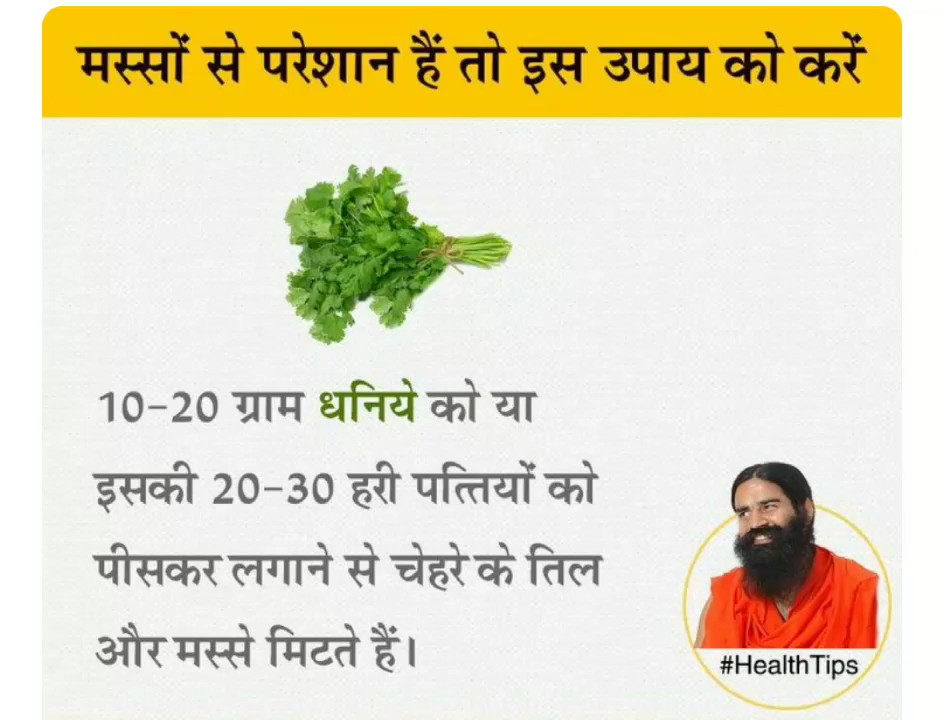 मस्सों से परेशान हैं तो इस उपाय को करें
10-20 ग्राम धनिये को या
इसकी 20-30 हरी पत्तियों को
पीसकर लगाने से चेहरे के तिल
और मस्से मिटते हैं।
#HealthTips